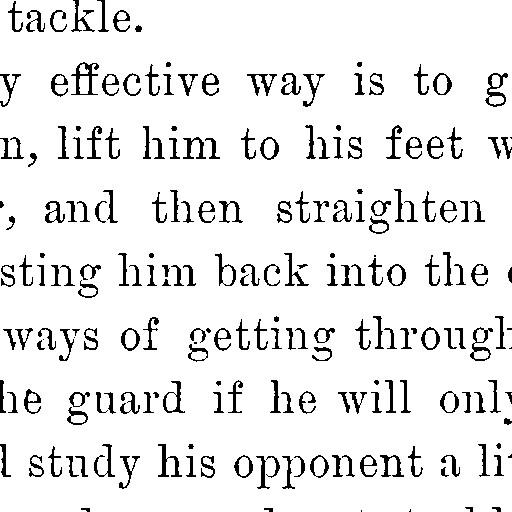 tackle.
y effective way is to g
n, lift him to his feet w
, and then straighten
sting him back into the
ways of getting through
he guard if he will only
d study his opponent a lit